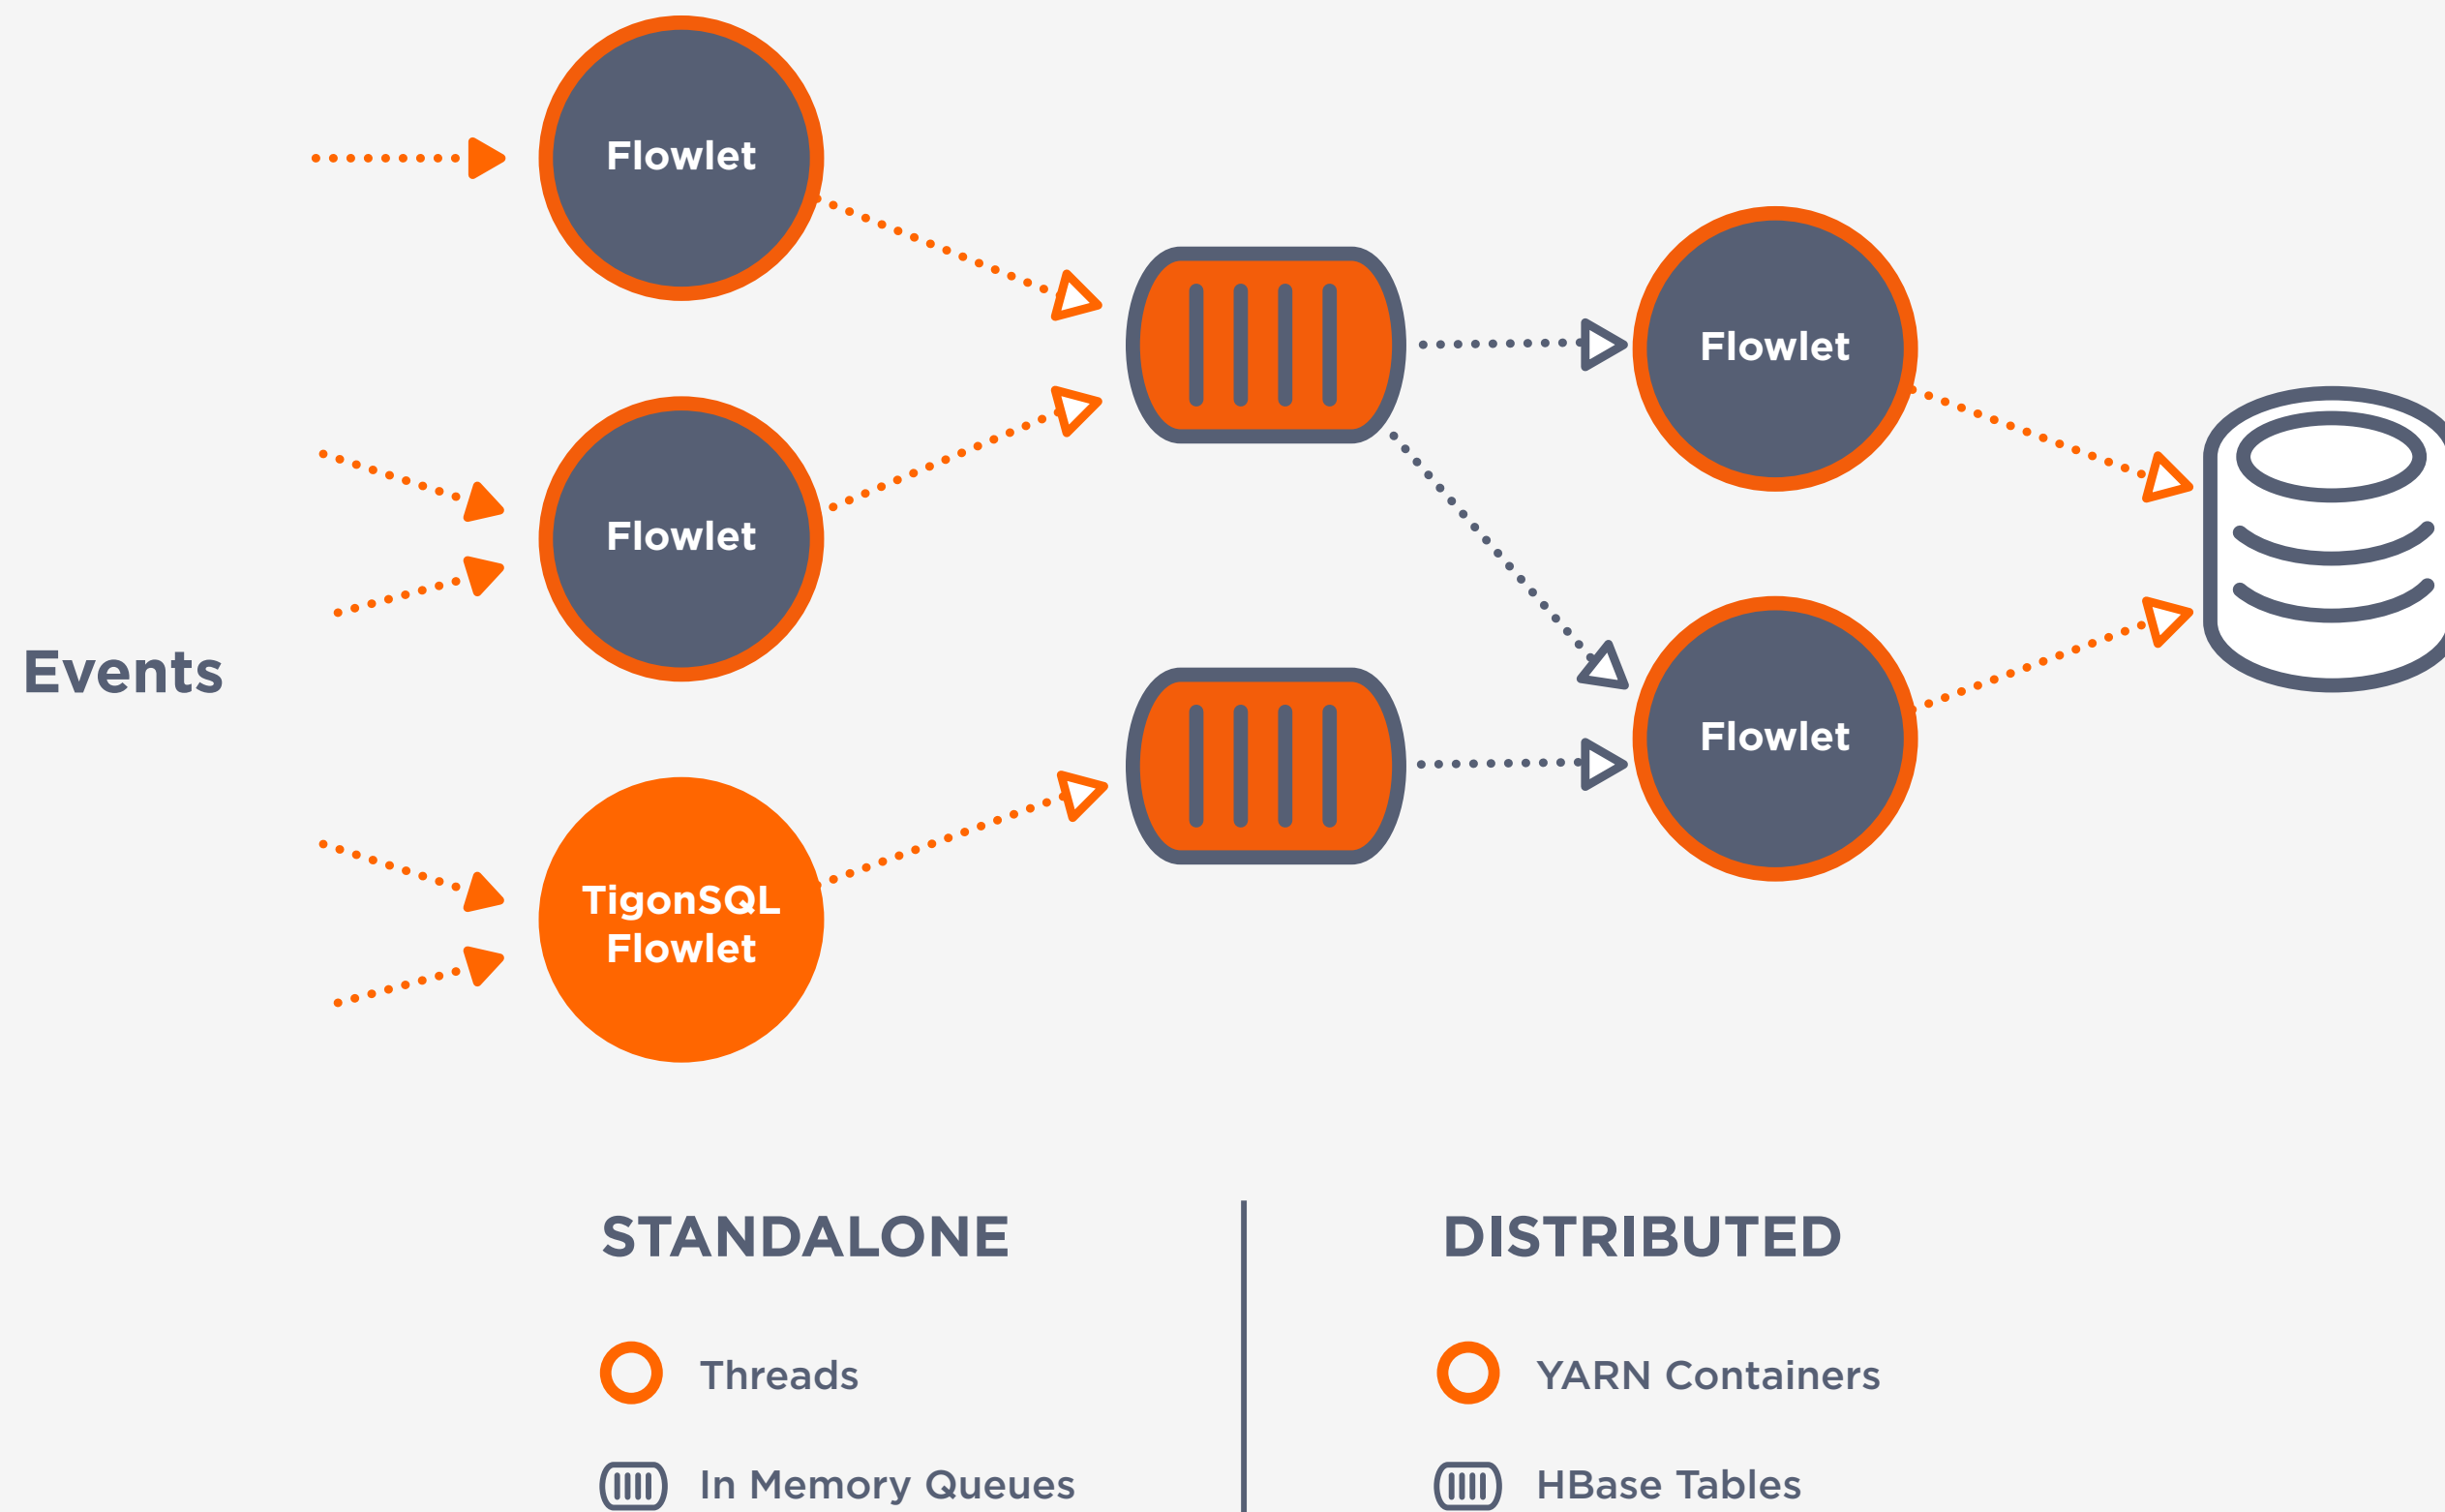 Flowlet
Flowlet
Flowlet
Events
Flowlet
TigonSQL
Flowlet
STANDALONE
DISTRIBUTED
Threads
YARN Containers
In Memory Queues
HBase Tables